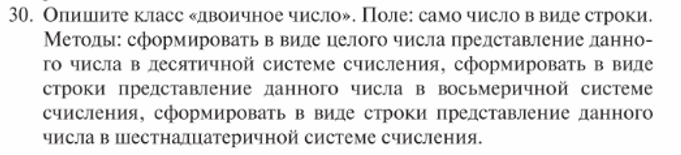 30. Опишите класс «двоичное число». Поле: само число в виде строки.
Методы: сформировать в виде целого числа представление данно-
го числа в десятичной системе счисления, сформировать в виде
строки представление данного числа в восьмеричной системе
счисления, сформировать в виде строки представление данного
числа в шестнадцатеричной системе счисления.